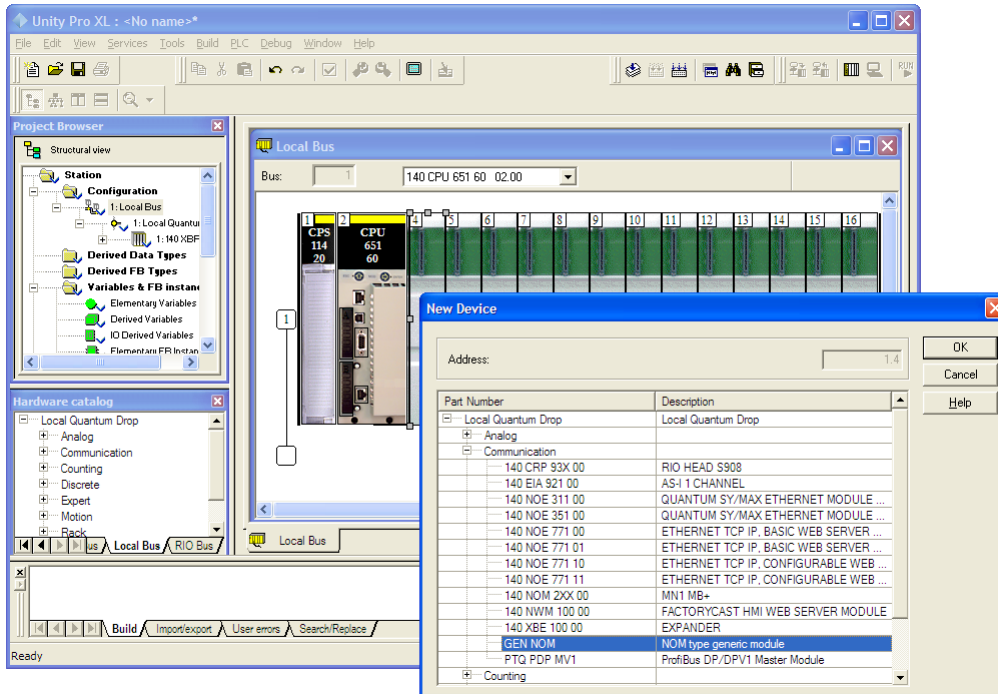 Unity Pro XL : <No name>*
File Edit View Services Tools Build PLC Debug Window Help
RUN
Project Browser
Structural view
Station
Configuration
1: Local Bus
1: Local Quantu
1: 140 XBF
Derived Data Types
Derived FB Types
Variables & FB instan
Elementary Variables
Derived Variables
IO Derived Variables
Elementary FB Instan
Hardware catalog
Local Quantum Drop
Analog
Communication
Counting
Discrete
Expert
Motion
Rack
us Local Bus RIO Bus
Local Bus
Bus: 1 140 CPU 651 60 02.00
1 2 4 5 6 7 8 9 10 11 12 13 14 15 16
CPS 114 20
CPU 651 60
1
Local Bus
New Device
Address: 1.4
OK
Cancel
Help
Part Number Description
Local Quantum Drop Local Quantum Drop
Analog
Communication
140 CRP 93X 00 RIO HEAD S908
140 EIA 921 00 AS-I 1 CHANNEL
140 NOE 311 00 QUANTUM SY/MAX ETHERNET MODULE ...
140 NOE 351 00 QUANTUM SY/MAX ETHERNET MODULE ...
140 NOE 771 00 ETHERNET TCP IP, BASIC WEB SERVER ...
140 NOE 771 01 ETHERNET TCP IP, BASIC WEB SERVER ...
140 NOE 771 10 ETHERNET TCP IP, CONFIGURABLE WEB ...
140 NOE 771 11 ETHERNET TCP IP, CONFIGURABLE WEB ...
140 NOM 2XX 00 MN1 MB+
140 NWM 100 00 FACTORYCAST HMI WEB SERVER MODULE
140 XBE 100 00 EXPANDER
GEN NOM NOM type generic module
PTQ PDP MV1 ProfiBus DP/DPV1 Master Module
Counting
Build Import/export User errors Search/Replace
Ready